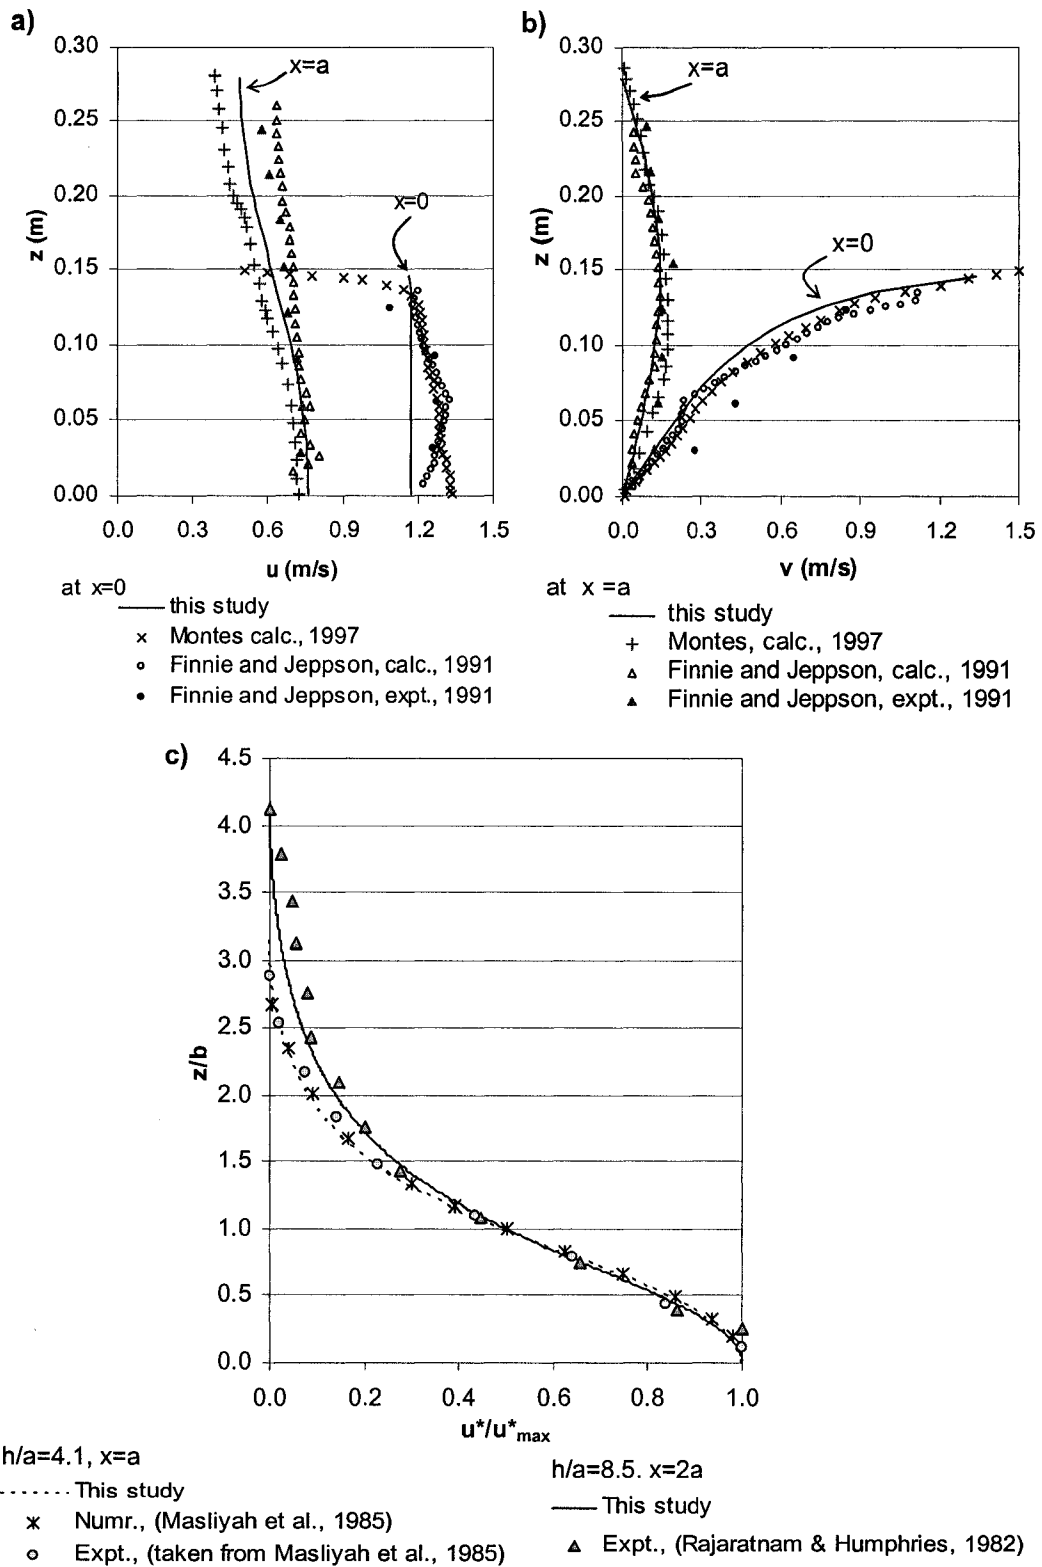 a)
0.30
x=a
0.25
0.20
x=0
z (m)
0.15
0.10
0.05
0.00
0.0 0.3 0.6 0.9 1.2 1.5
u (m/s)
b)
0.30
x=a
0.25
0.20
x=0
z (m)
0.15
0.10
0.05
0.00
0.0 0.3 0.6 0.9 1.2 1.5
v (m/s)
at x=0
this study
Montes calc., 1997
Finnie and Jeppson, calc., 1991
Finnie and Jeppson, expt., 1991
at x =a
this study
Montes, calc., 1997
Finnie and Jeppson, calc., 1991
Finnie and Jeppson, expt., 1991
c)
4.5
4.0
3.5
3.0
2.5
z/b
2.0
1.5
1.0
0.5
0.0
0.0 0.2 0.4 0.6 0.8 1.0
u*/u*max
h/a=4.1, x=a
This study
Numr., (Masliyah et al., 1985)
Expt., (taken from Masliyah et al., 1985)
h/a=8.5. x=2a
This study
Expt., (Rajaratnam & Humphries, 1982)